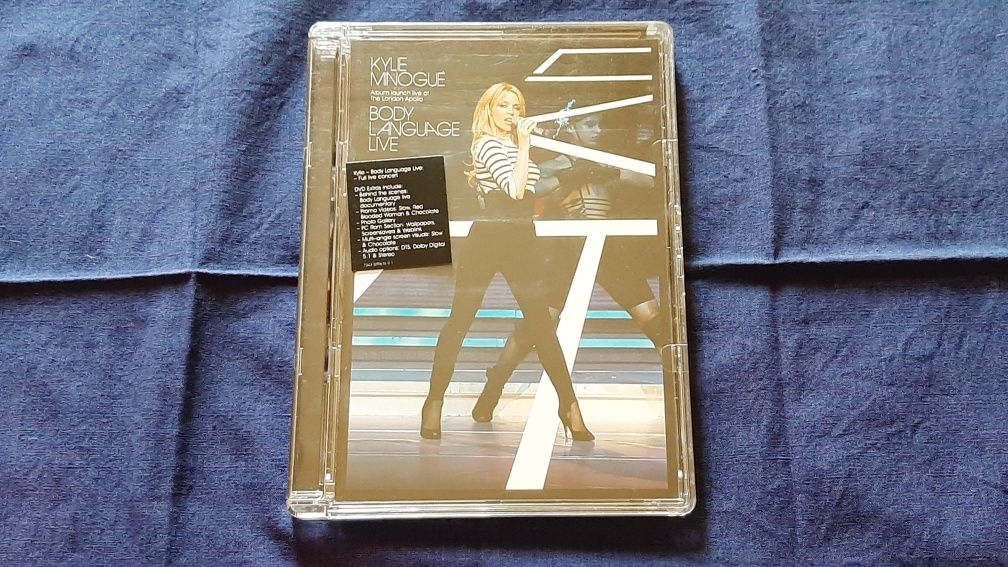 KYLIE
MINOGUE
Album launch live at
The London Apollo
BODY
LANGUAGE
LIVE
Kylie - Body Language Live:
- Full live concert
DVD Extras include:
- Behind the scenes:
Body Language live
documentary
- Promo Videos: Slow, Red
Blooded Woman & Chocolate
- Photo Gallery
- PC Rom Section: Wallpapers,
Screensavers & Weblink
- Multi-angle screen visuals: Slow
& Chocolate
- Audio options: DTS, Dolby Digital
5.1 & Stereo